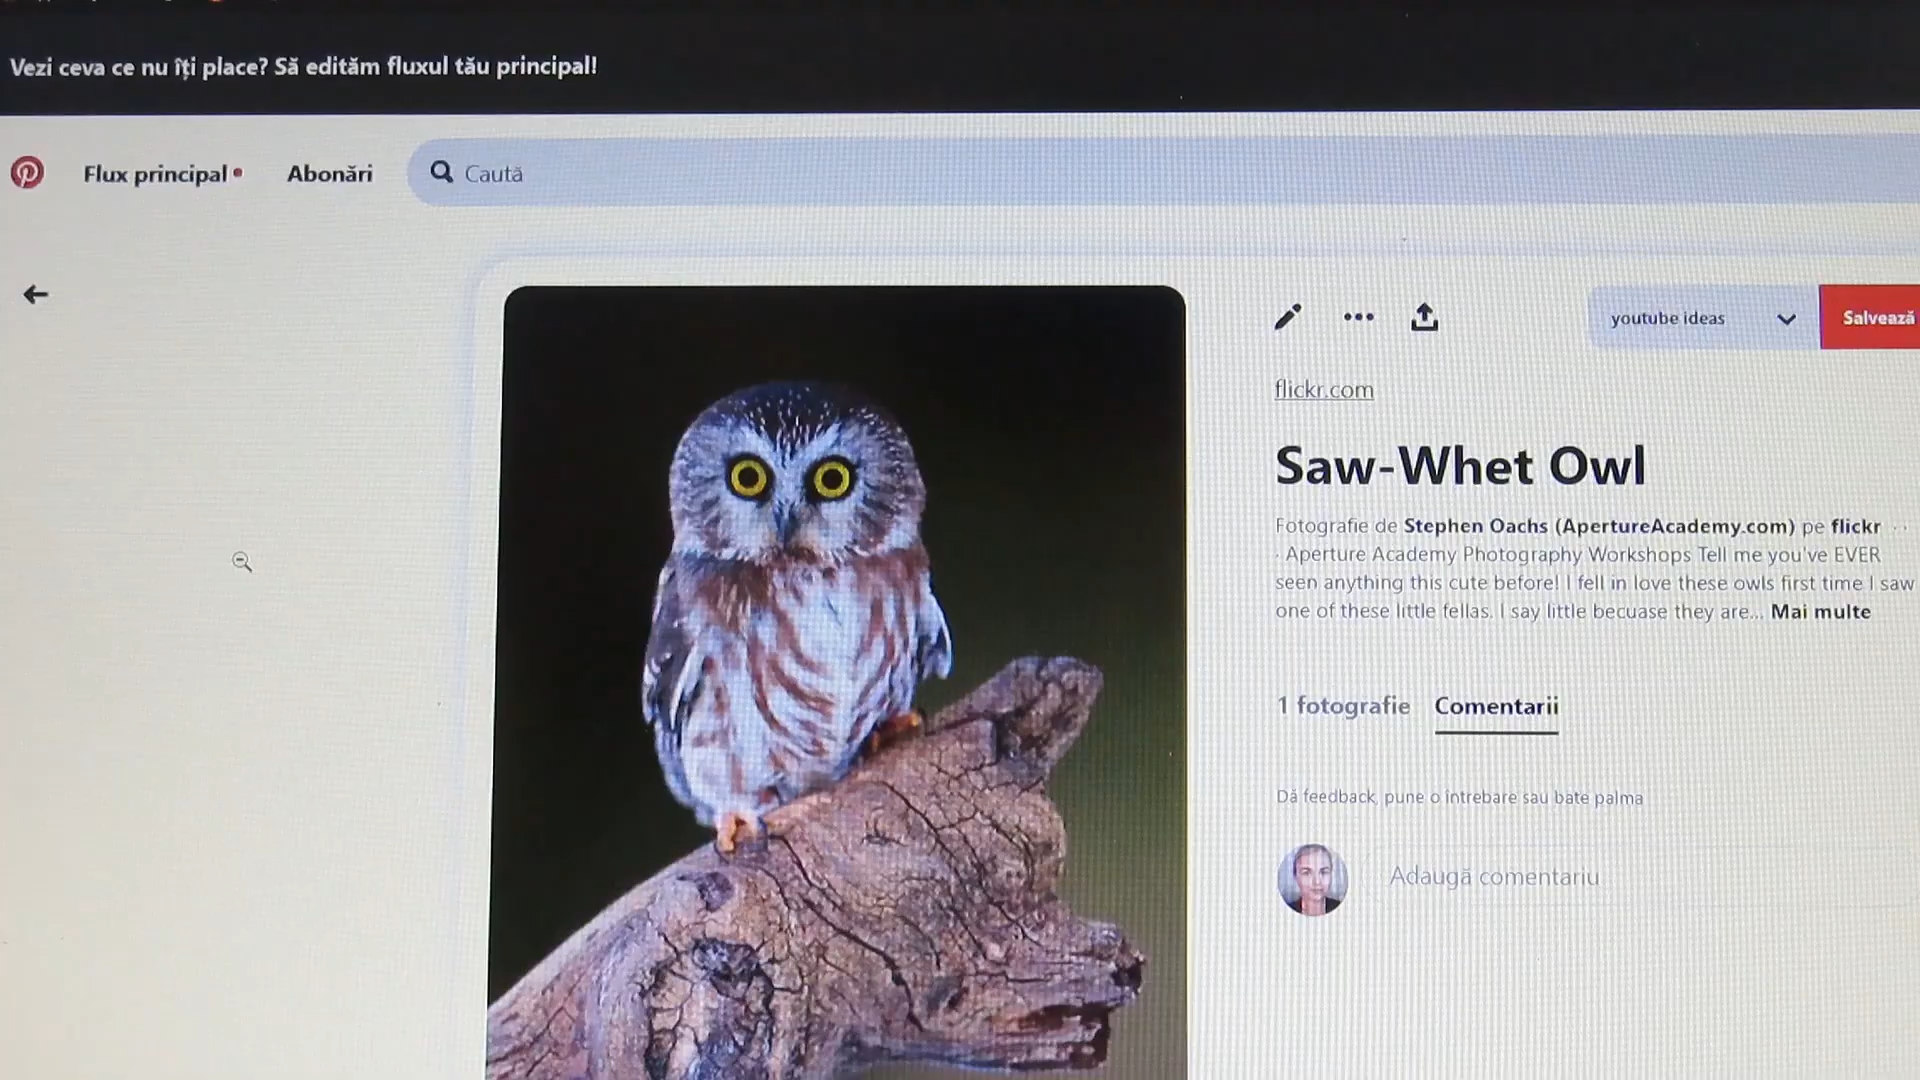 Vezi ceva ce nu îți place? Să edităm fluxul tău principal!
Flux principal Abonări Caută
youtube ideas Salvează
flickr.com
Saw-Whet Owl
Fotografie de Stephen Oachs (ApertureAcademy.com) pe flickr · ·
· Aperture Academy Photography Workshops Tell me you've EVER
seen anything this cute before! I fell in love these owls first time I saw
one of these little fellas. I say little becuase they are... Mai multe
1 fotografie Comentarii
Dă feedback, pune o întrebare sau bate palma
Adaugă comentariu